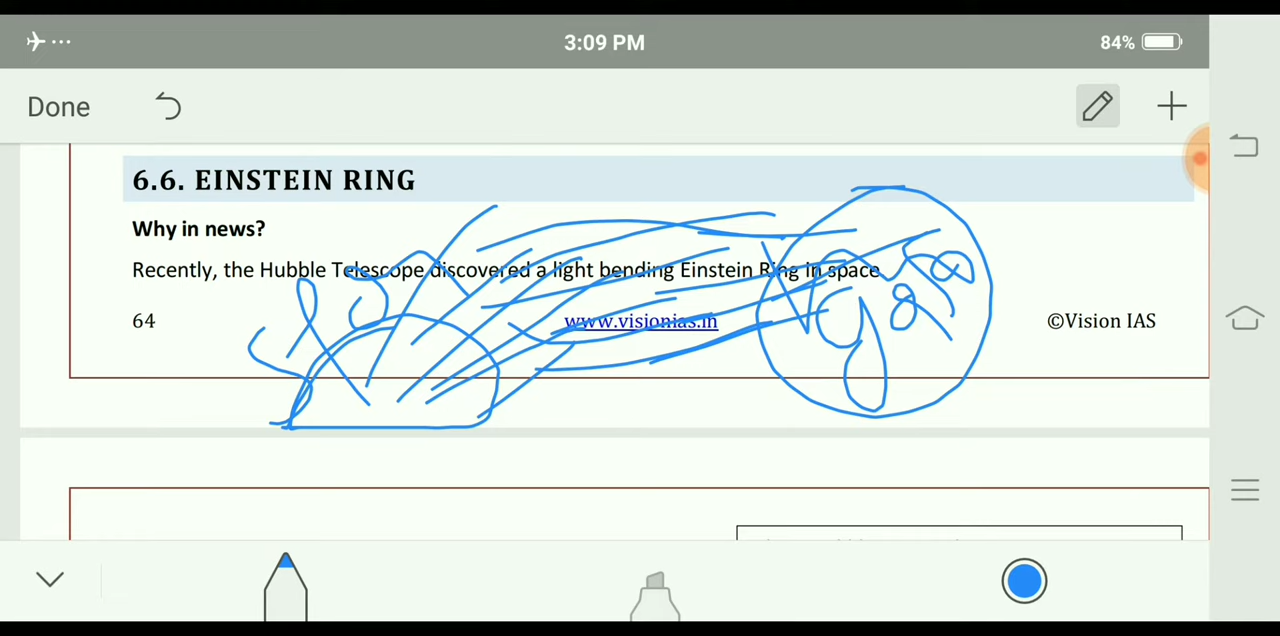 3:09 PM
84%
Done
6.6. EINSTEIN RING
Why in news?
Recently, the Hubble Telescope discovered a light bending Einstein Ring in space.
64
www.visionias.in
©Vision IAS